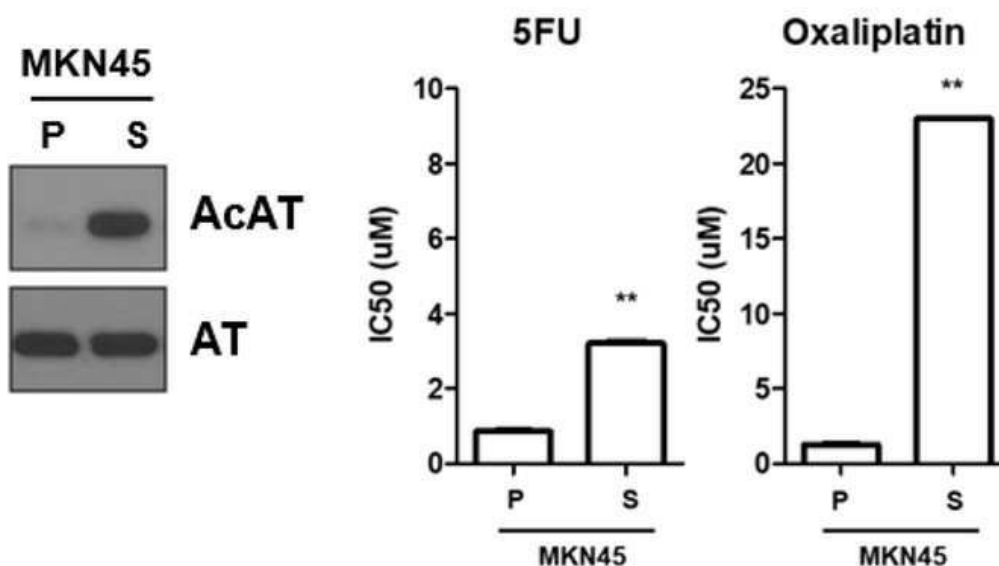 MKN45
P S
AcAT
AT
5FU
IC50 (uM)
10
8
6
4
2
0
**
P S
MKN45
Oxaliplatin
IC50 (uM)
25
20
15
10
5
0
**
P S
MKN45